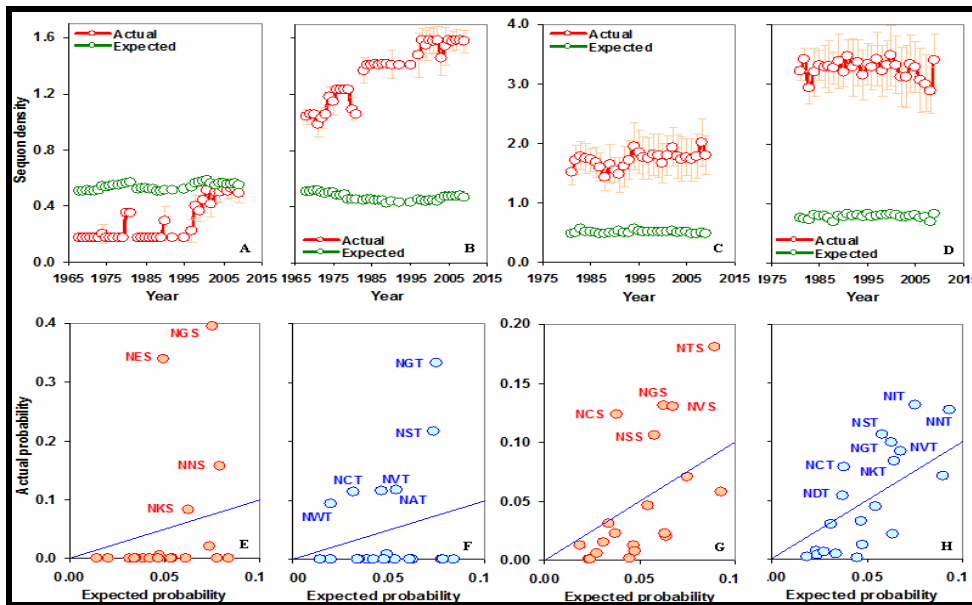 Sequon density
1.6
1.2
0.8
0.4
0.0
Actual
Expected
A
1965 1975 1985 1995 2005 2015
Year
B
Actual
Expected
1965 1975 1985 1995 2005 2015
Year
4.0
3.0
2.0
1.0
0.0
Actual
Expected
C
1975 1985 1995 2005 2015
Year
Actual
Expected
D
1975 1985 1995 2005 2015
Year
Actual probability
0.4
0.3
0.2
0.1
0.0
NGS
NES
NNS
NKS
E
0.00 0.05 0.1
Expected probability
NGT
NST
NCT NVT
NAT
NWT
F
0.00 0.05 0.1
Expected probability
0.20
0.15
0.10
0.05
0.00
NTS
NGS
NCS NVS
NSS
G
0.00 0.05 0.1
Expected probability
NIT
NST NNT
NGT NVT
NCT NKT
NDT
H
0.00 0.05 0.1
Expected probability